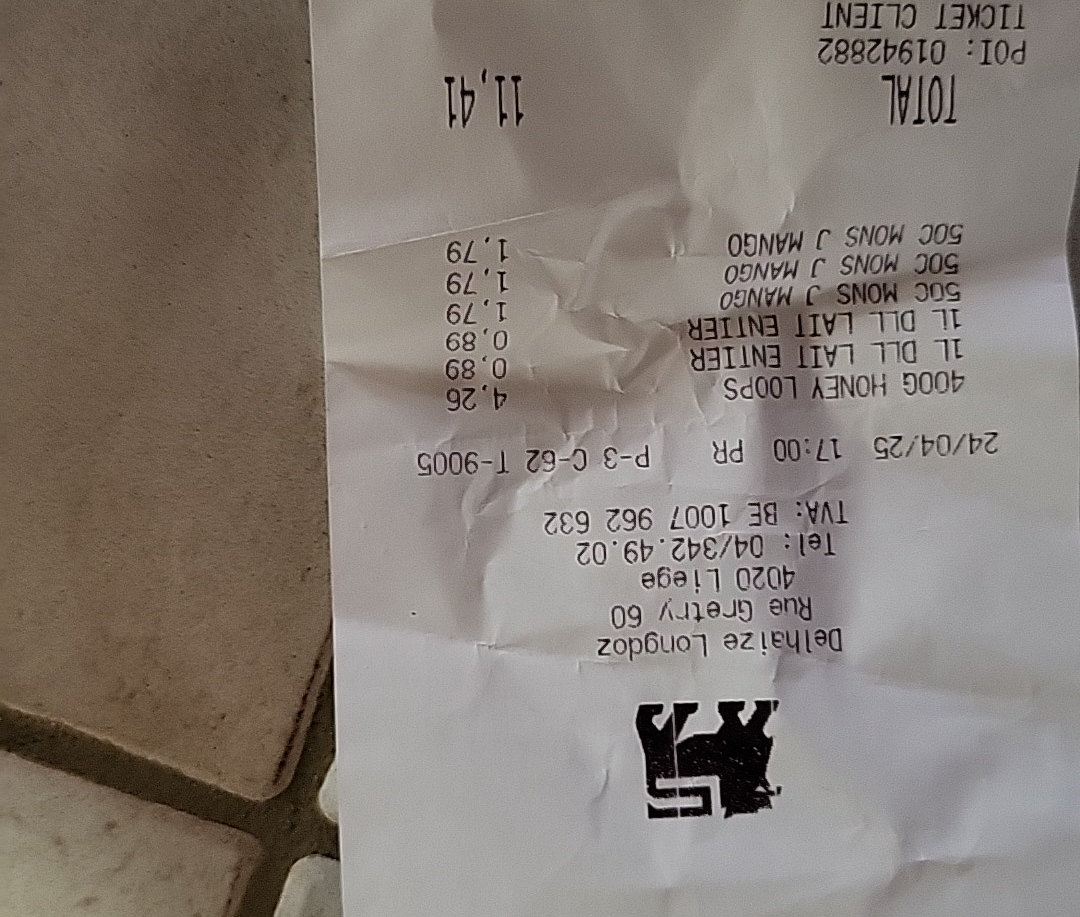 Delhaize Longdoz
Rue Gretry 60
4020 Liege
Tel: 04/342.49.02
TVA: BE 1007 962 632
24/04/25 17:00 PR P-3 C-62 T-9005
400G HONEY LOOPS 4,26
1L DLL LAIT ENTIER 0,89
1L DLL LAIT ENTIER 0,89
50C MONS J MANGO 1,79
50C MONS J MANGO 1,79
50C MONS J MANGO 1,79
TOTAL 11,41
POI: 01942882
TICKET CLIENT